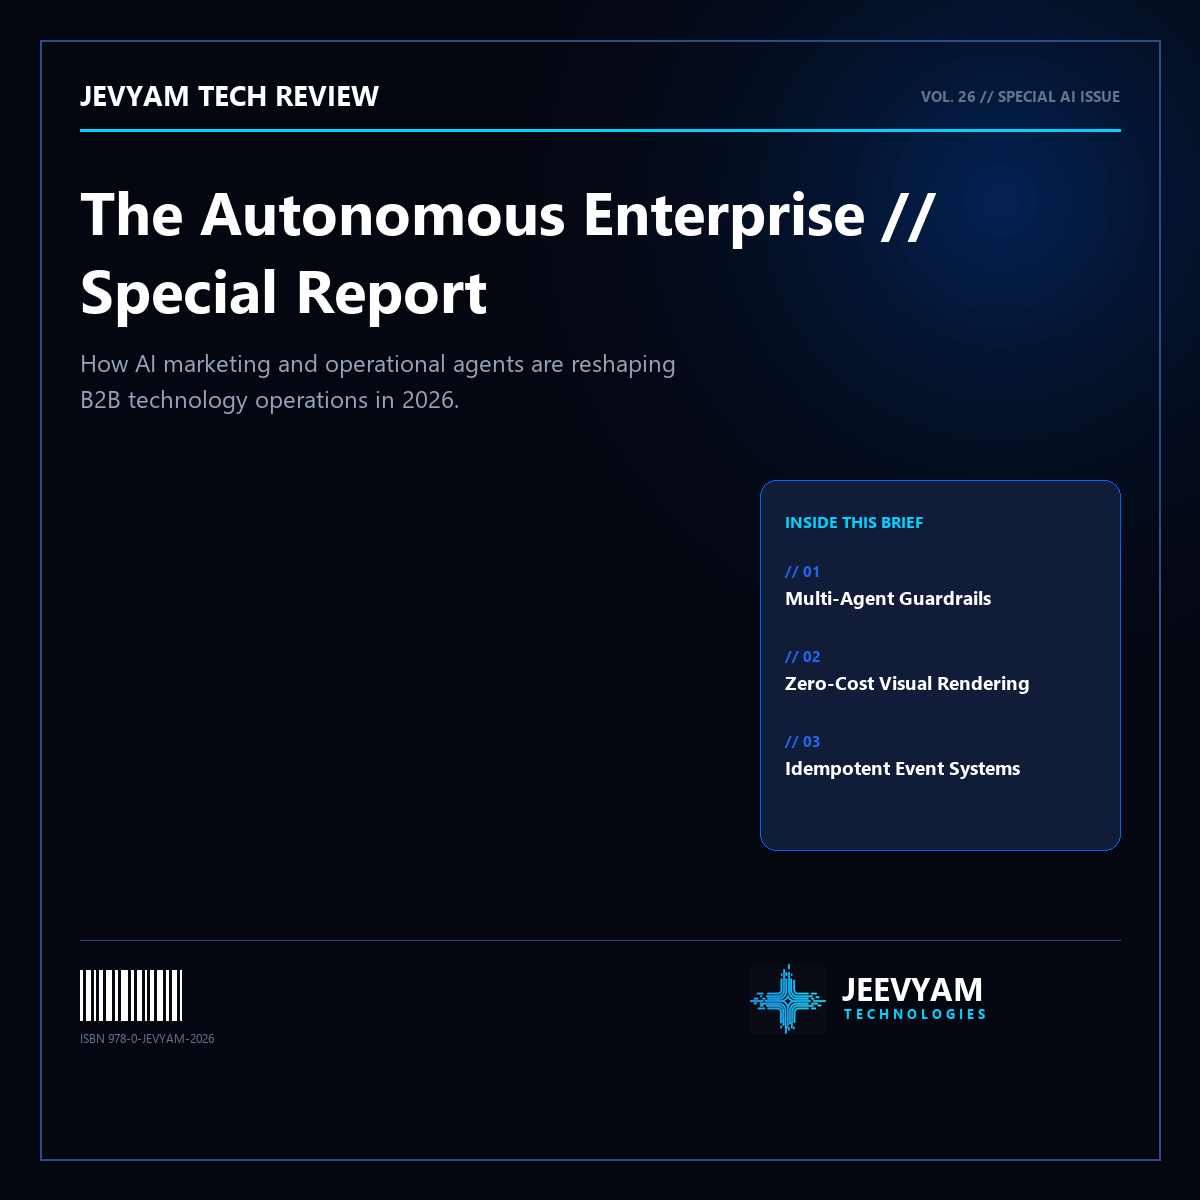 JEVYAM TECH REVIEW
VOL. 26 // SPECIAL AI ISSUE
The Autonomous Enterprise //
Special Report
How AI marketing and operational agents are reshaping
B2B technology operations in 2026.
INSIDE THIS BRIEF
// 01
Multi-Agent Guardrails
// 02
Zero-Cost Visual Rendering
// 03
Idempotent Event Systems
ISBN 978-0-JEVYAM-2026
JEEVYAM
TECHNOLOGIES